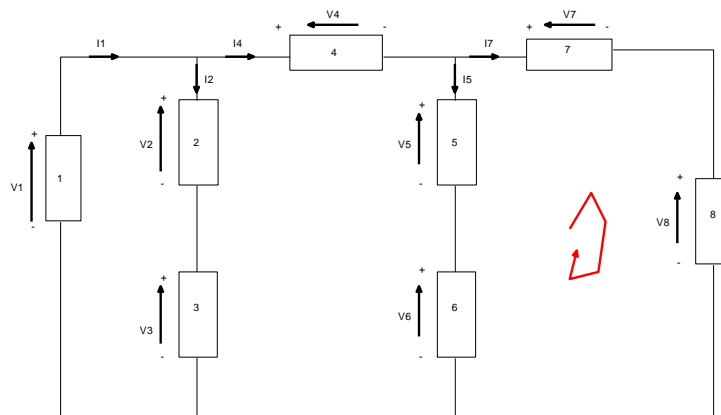 + V4 - + V7 -
I1 I4 4 I7 7
I2 I5
+ + +
V2 2 V5 5
+
V1 1
- - -
+
V8 8
-
+ +
V3 3 V6 6
- -